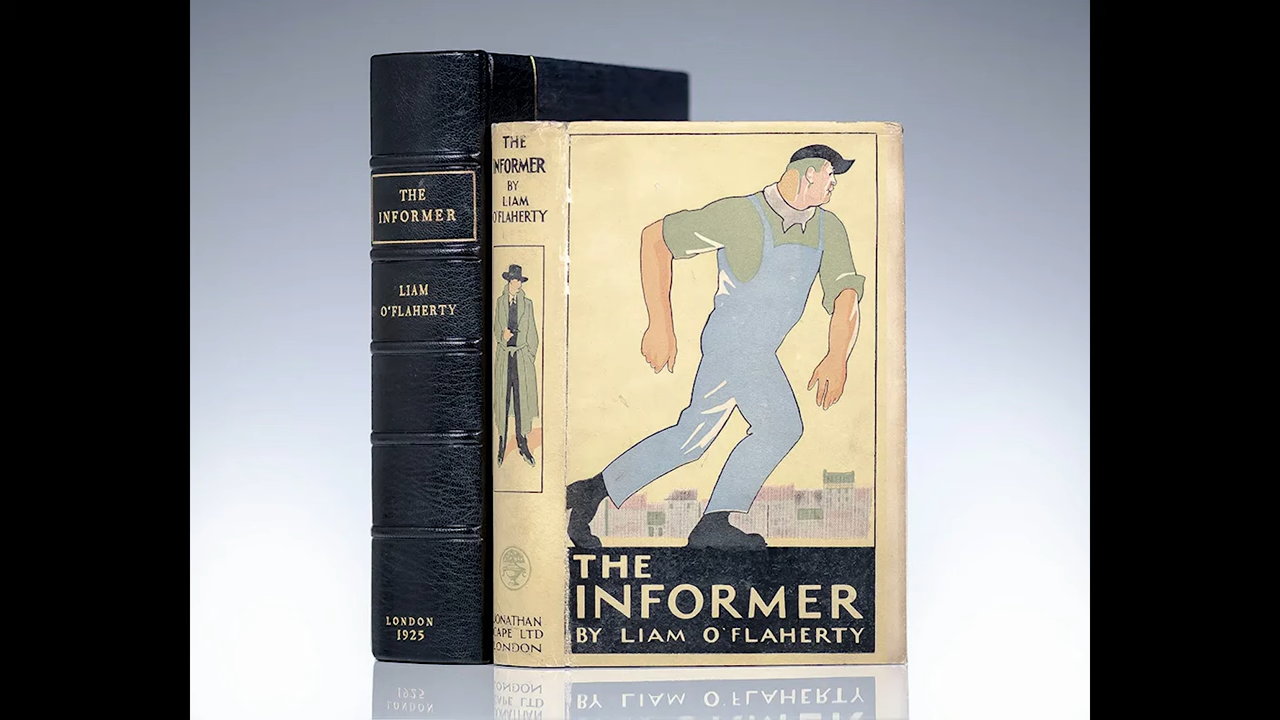 THE
INFORMER
LIAM
O'FLAHERTY
LONDON
1925
THE
INFORMER
BY
LIAM
O'FLAHERTY
JONATHAN
CAPE LTD
LONDON
THE
INFORMER
BY LIAM O'FLAHERTY